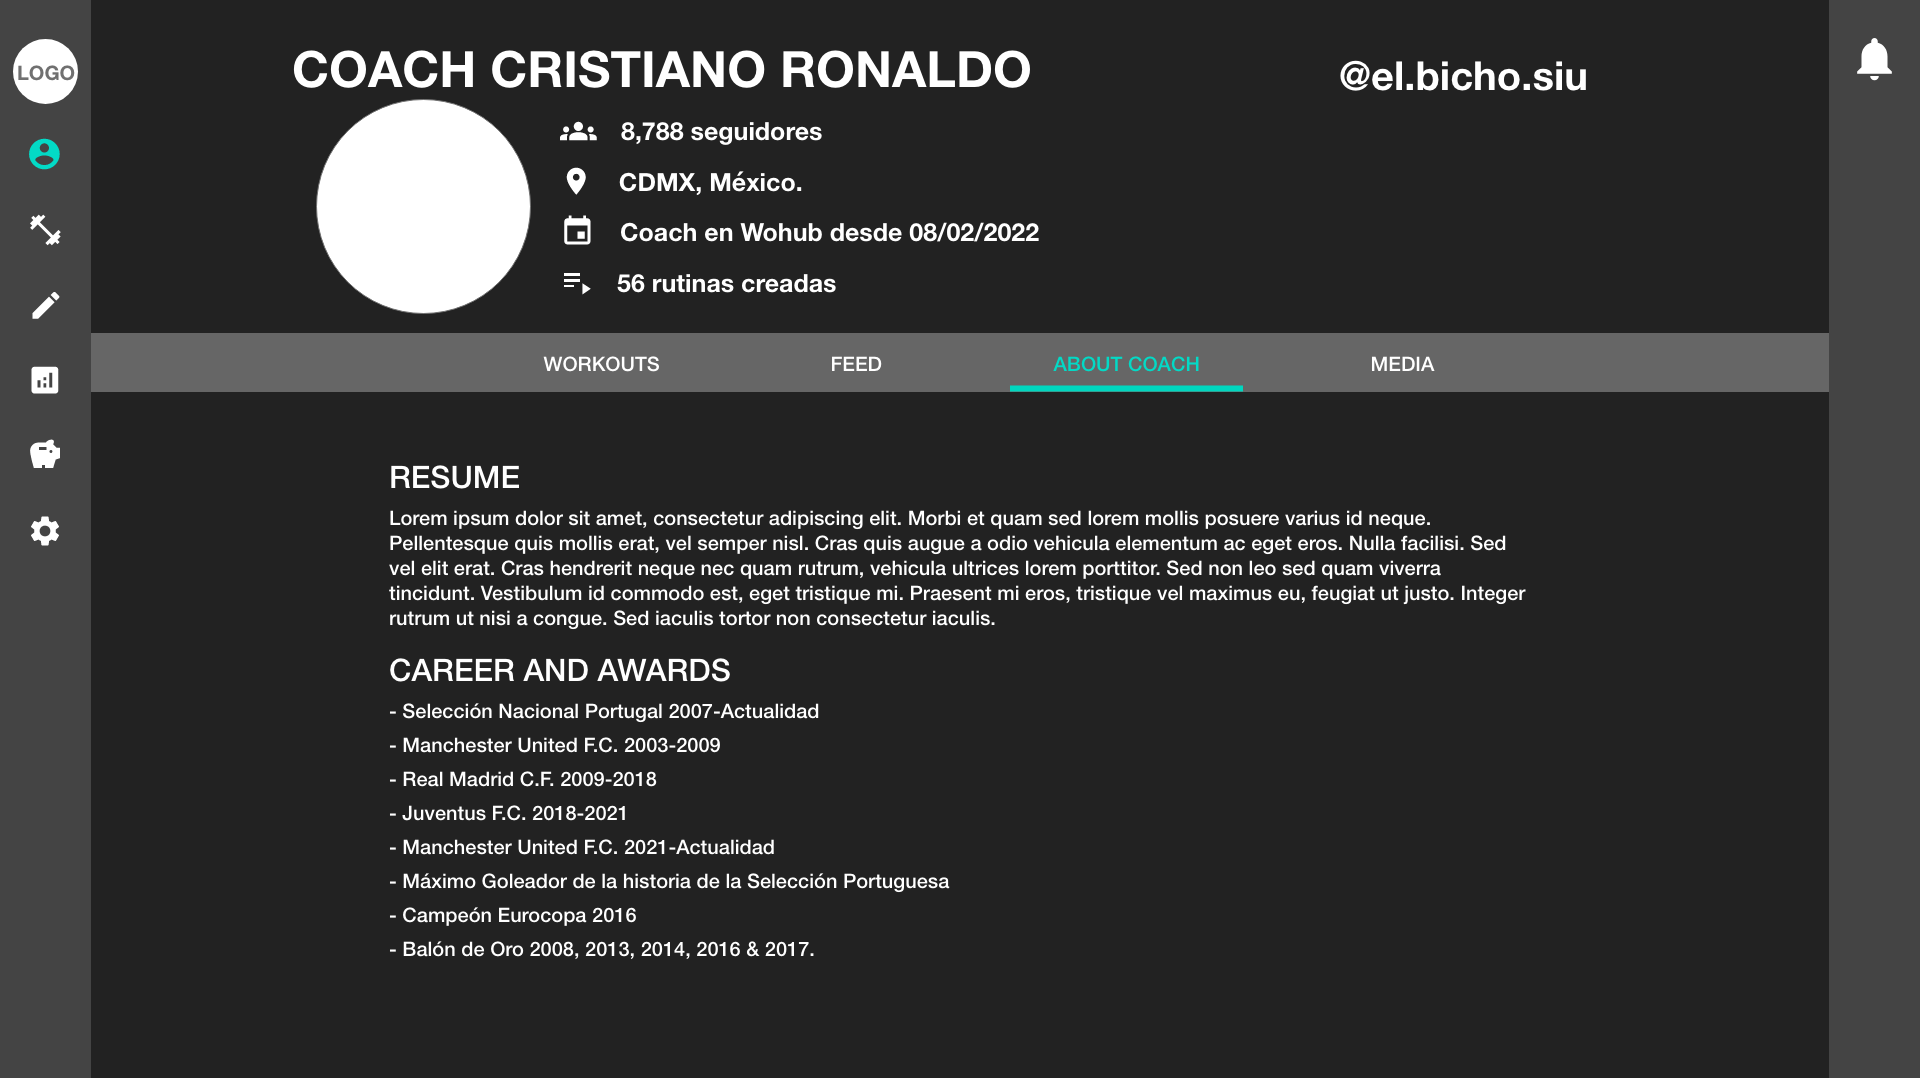 LOGO
COACH CRISTIANO RONALDO
@el.bicho.siu
8,788 seguidores
CDMX, México.
Coach en Wohub desde 08/02/2022
56 rutinas creadas
WORKOUTS
FEED
ABOUT COACH
MEDIA
RESUME
Lorem ipsum dolor sit amet, consectetur adipiscing elit. Morbi et quam sed lorem mollis posuere varius id neque.
Pellentesque quis mollis erat, vel semper nisl. Cras quis augue a odio vehicula elementum ac eget eros. Nulla facilisi. Sed
vel elit erat. Cras hendrerit neque nec quam rutrum, vehicula ultrices lorem porttitor. Sed non leo sed quam viverra
tincidunt. Vestibulum id commodo est, eget tristique mi. Praesent mi eros, tristique vel maximus eu, feugiat ut justo. Integer
rutrum ut nisi a congue. Sed iaculis tortor non consectetur iaculis.
CAREER AND AWARDS
- Selección Nacional Portugal 2007-Actualidad
- Manchester United F.C. 2003-2009
- Real Madrid C.F. 2009-2018
- Juventus F.C. 2018-2021
- Manchester United F.C. 2021-Actualidad
- Máximo Goleador de la historia de la Selección Portuguesa
- Campeón Eurocopa 2016
- Balón de Oro 2008, 2013, 2014, 2016 & 2017.